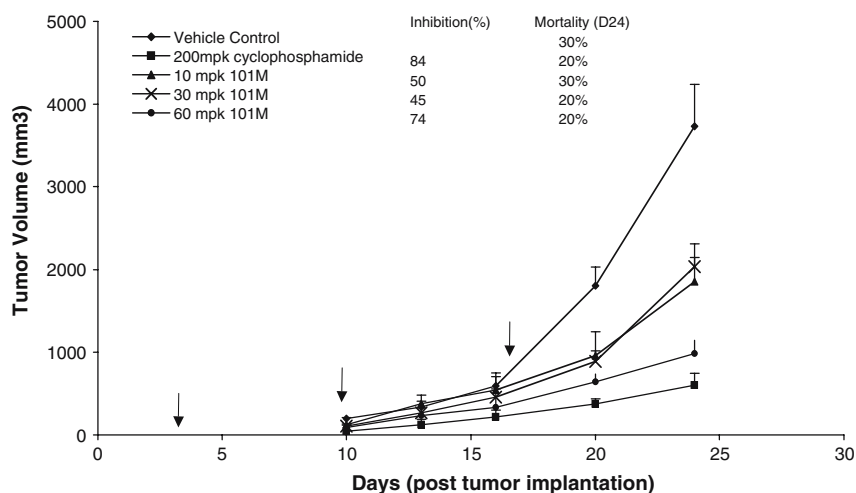 5000
4000
3000
2000
1000
0
Tumor Volume (mm3)
Inhibition(%) Mortality (D24)
Vehicle Control 30%
200mpk cyclophosphamide 84 20%
10 mpk 101M 50 30%
30 mpk 101M 45 20%
60 mpk 101M 74 20%
0 5 10 15 20 25 30
Days (post tumor implantation)